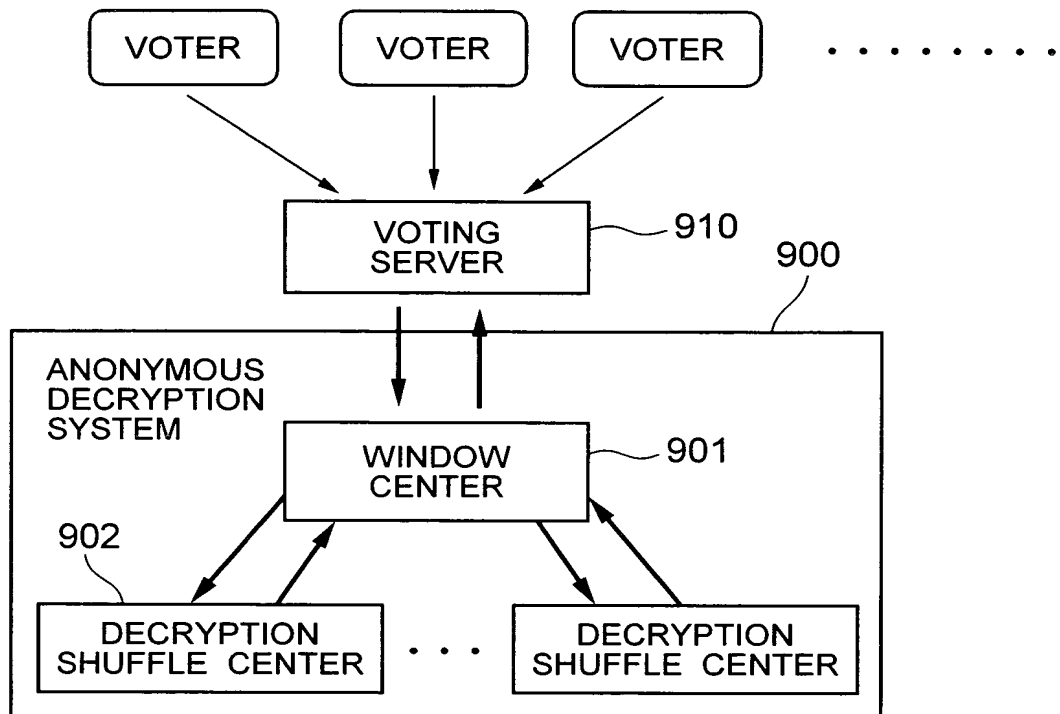 VOTER
VOTER
VOTER
VOTING
SERVER
910
900
ANONYMOUS
DECRYPTION
SYSTEM
WINDOW
CENTER
901
902
DECRYPTION
SHUFFLE CENTER
DECRYPTION
SHUFFLE CENTER